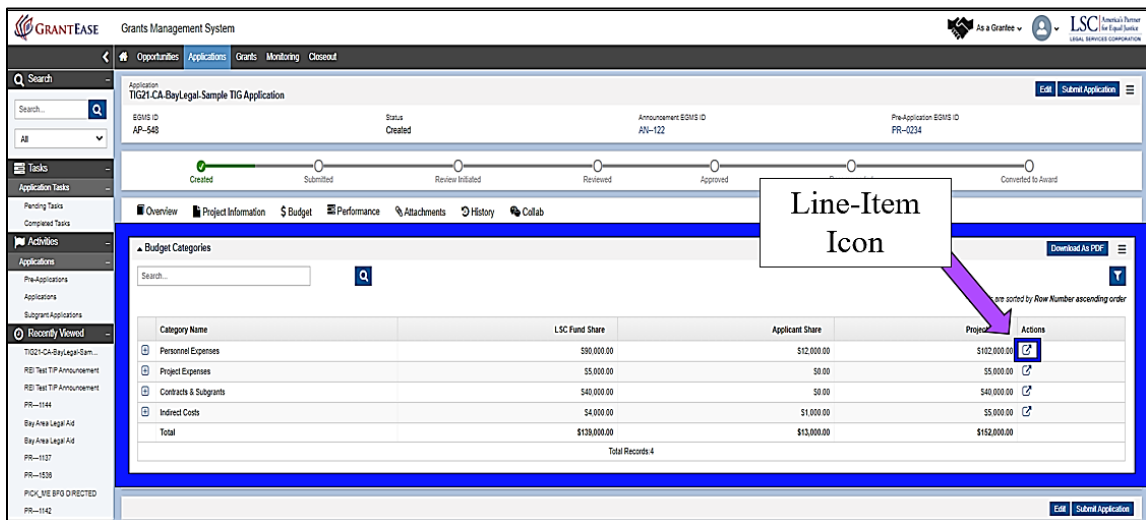 GRANTEASE Grants Management System As a Grantee LSC America's Partner for Equal Justice LEGAL SERVICES CORPORATION
Opportunities Applications Grants Monitoring Closeout
Search
Search...
All
Tasks
Application Tasks
Pending Tasks
Completed Tasks
Activities
Applications
Pre-Applications
Applications
Subgrant Applications
Recently Viewed
TIG21-CA-BayLegal-Sam...
REI Test TIP Announcement
REI Test TIP Announcement
PR—1144
Bay Area Legal Aid
Bay Area Legal Aid
PR—1137
PR—1536
PICK_ME BFG DIRECTED
PR—1142
Application
TIG21-CA-BayLegal-Sample TIG Application
Edit Submit Application
EGMS ID Status Announcement EGMS ID Pre-Application EGMS ID
AP--548 Created AN--122 PR--0234
Created Submitted Review Initiated Reviewed Approved Converted to Award
Overview Project Information $ Budget Performance Attachments History Collab
Line-Item
Icon
Budget Categories Download As PDF
Search...
are sorted by Row Number ascending order
Category Name LSC Fund Share Applicant Share Project Actions
Personnel Expenses $90,000.00 $12,000.00 $102,000.00
Project Expenses $5,000.00 $0.00 $5,000.00
Contracts & Subgrants $40,000.00 $0.00 $40,000.00
Indirect Costs $4,000.00 $1,000.00 $5,000.00
Total $139,000.00 $13,000.00 $152,000.00
Total Records:4
Edit Submit Application